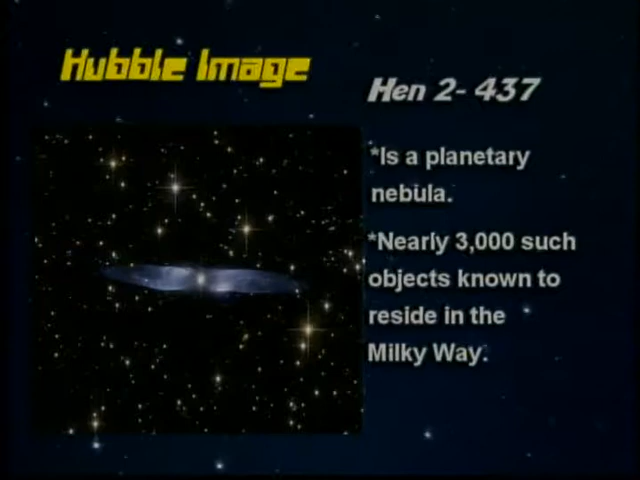 Hubble Image
Hen 2-437
*Is a planetary
nebula.
*Nearly 3,000 such
objects known to
reside in the
Milky Way.